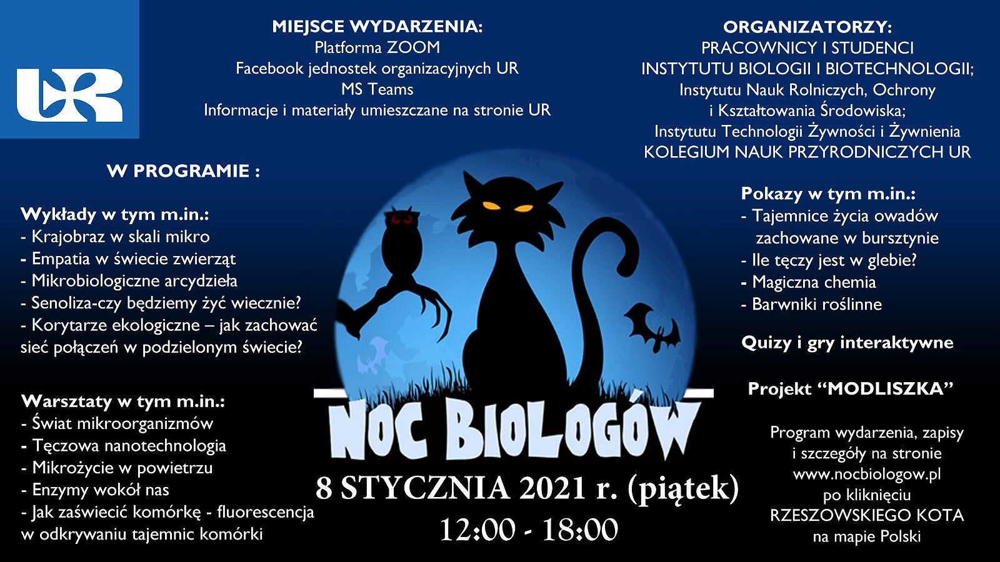 UR
MIEJSCE WYDARZENIA:
Platforma ZOOM
Facebook jednostek organizacyjnych UR
MS Teams
Informacje i materiały umieszczane na stronie UR
ORGANIZATORZY:
PRACOWNICY I STUDENCI
INSTYTUTU BIOLOGII I BIOTECHNOLOGII;
Instytutu Nauk Rolniczych, Ochrony
i Kształtowania Środowiska;
Instytutu Technologii Żywności i Żywnienia
KOLEGIUM NAUK PRZYRODNICZYCH UR
W PROGRAMIE :
Wykłady w tym m.in.:
- Krajobraz w skali mikro
- Empatia w świecie zwierząt
- Mikrobiologiczne arcydzieła
- Senoliza-czy będziemy żyć wiecznie?
- Korytarze ekologiczne – jak zachować
sieć połączeń w podzielonym świecie?
Warsztaty w tym m.in.:
- Świat mikroorganizmów
- Tęczowa nanotechnologia
- Mikrożycie w powietrzu
- Enzymy wokół nas
- Jak zaświecić komórkę - fluorescencja
w odkrywaniu tajemnic komórki
NOC BIOLOGÓW
8 STYCZNIA 2021 r. (piątek)
12:00 - 18:00
Pokazy w tym m.in.:
- Tajemnice życia owadów
zachowane w bursztynie
- Ile tęczy jest w glebie?
- Magiczna chemia
- Barwniki roślinne
Quizy i gry interaktywne
Projekt “MODLISZKA”
Program wydarzenia, zapisy
i szczegóły na stronie
www.nocbiologow.pl
po kliknięciu
RZESZOWSKIEGO KOTA
na mapie Polski